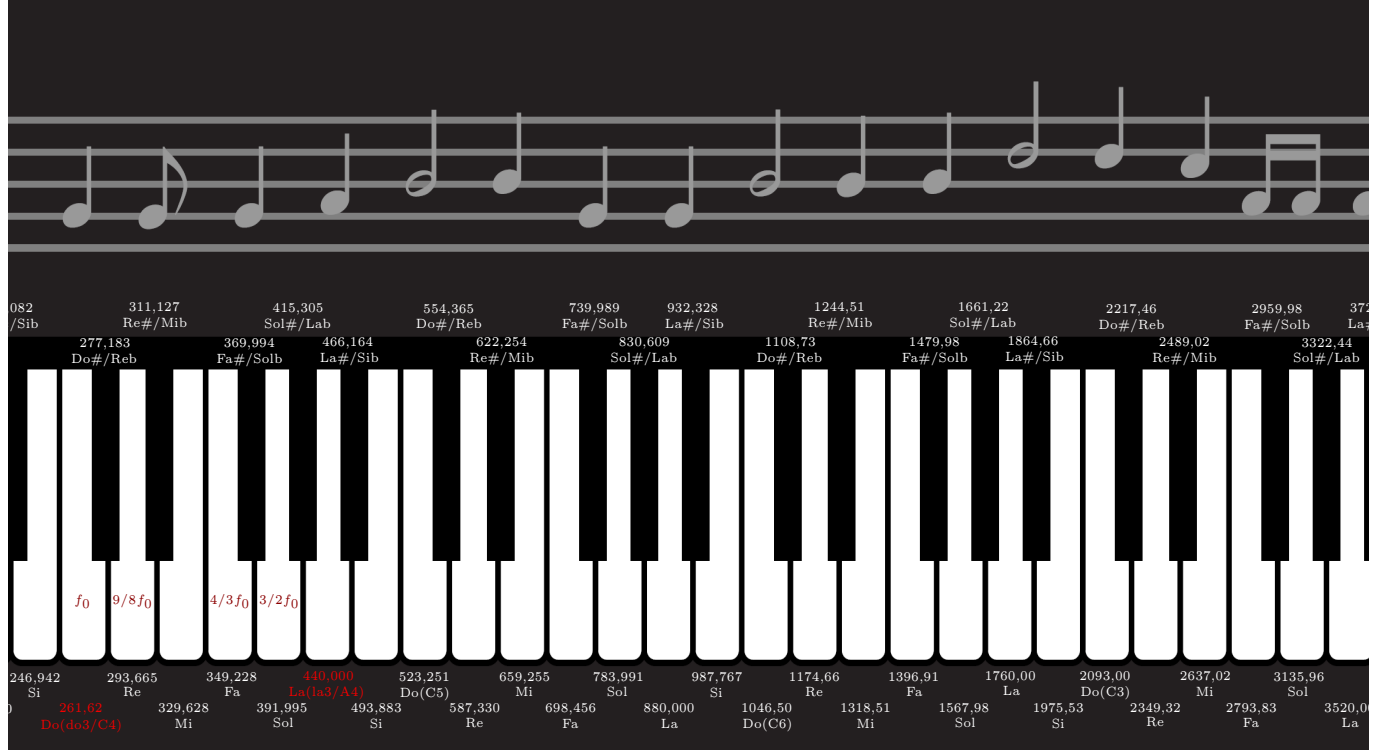 082 311,127 415,305 554,365 739,989 932,328 1244,51 1661,22 2217,46 2959,98 372
/Sib Re#/Mib Sol#/Lab Do#/Reb Fa#/Solb La#/Sib Re#/Mib Sol#/Lab Do#/Reb Fa#/Solb La#
277,183 369,994 466,164 622,254 830,609 1108,73 1479,98 1864,66 2489,02 3322,44
Do#/Reb Fa#/Solb La#/Sib Re#/Mib Sol#/Lab Do#/Reb Fa#/Solb La#/Sib Re#/Mib Sol#/Lab
f0 9/8f0 4/3f0 3/2f0
246,942 293,665 349,228 440,000 523,251 659,255 783,991 987,767 1174,66 1396,91 1760,00 2093,00 2637,02 3135,96
Si Re Fa La(la3/A4) Do(C5) Mi Sol Si Re Fa La Do(C3) Mi Sol
0 261,62 329,628 391,995 493,883 587,330 698,456 880,000 1046,50 1318,51 1567,98 1975,53 2349,32 2793,83 3520,0
Do(do3/C4) Mi Sol Si Re Fa La Do(C6) Mi Sol Si Re Fa La